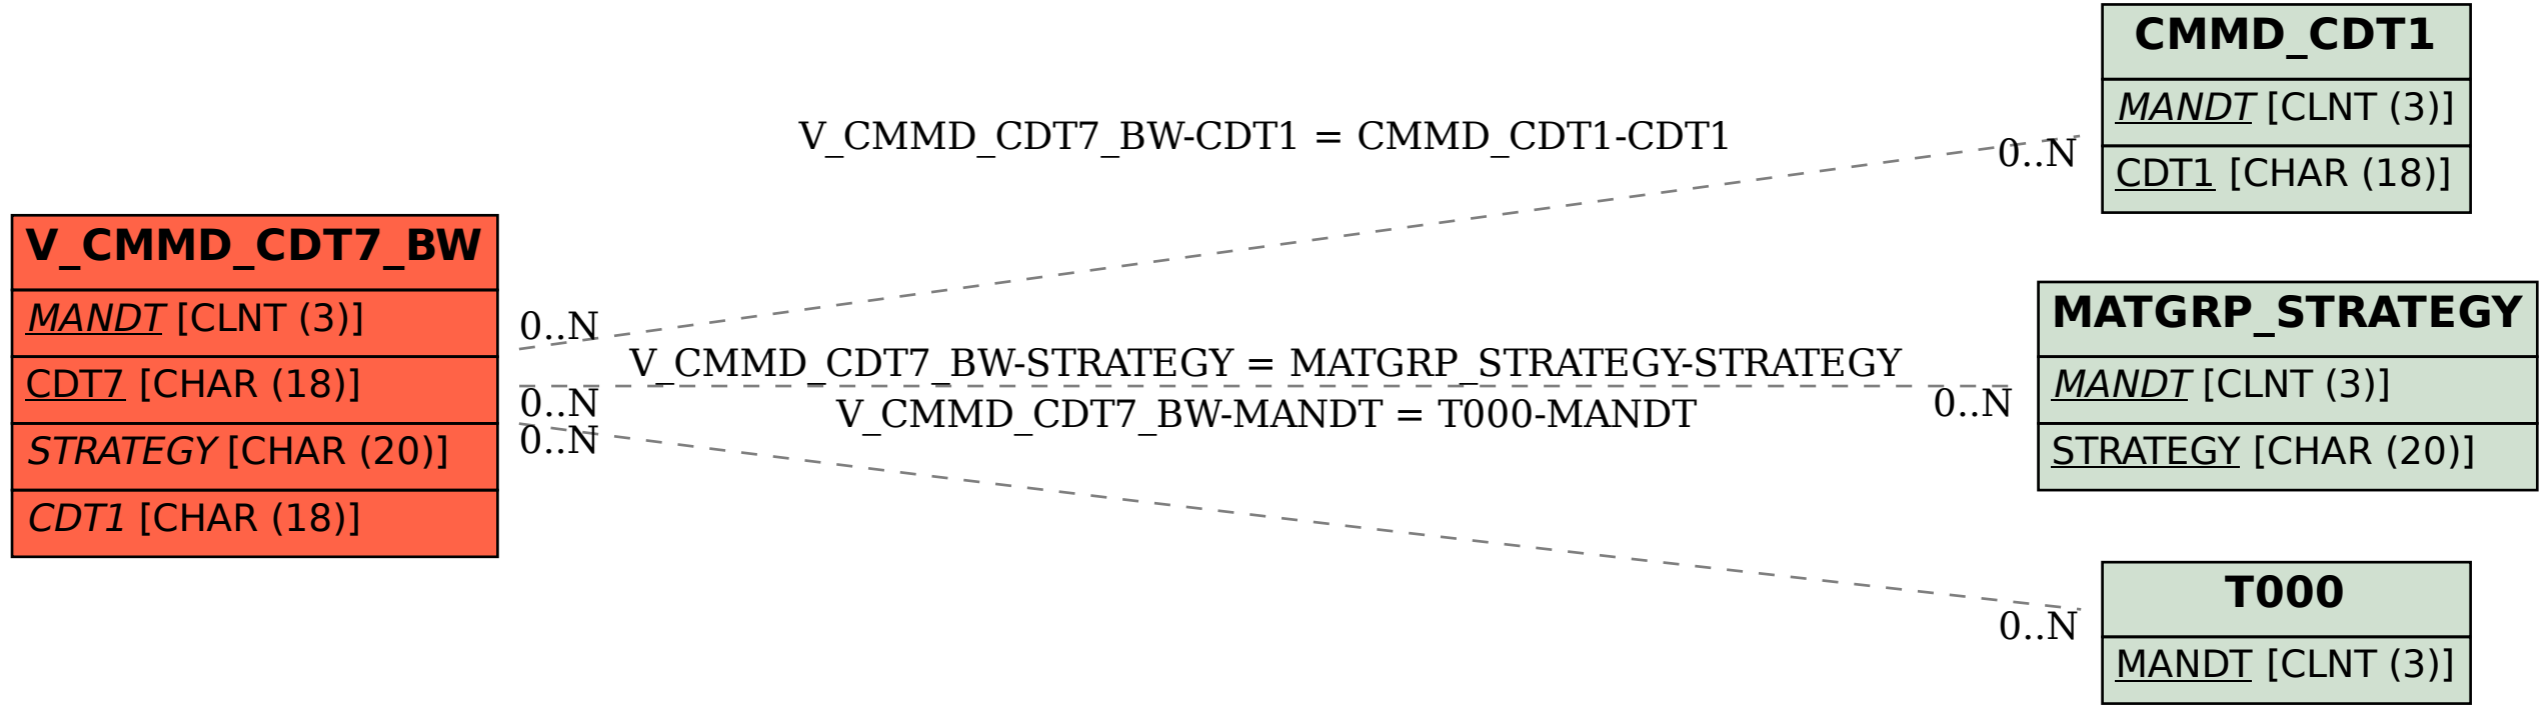 CMMD_CDT1
MANDT [CLNT (3)]
CDT1 [CHAR (18)]
V_CMMD_CDT7_BW-CDT1 = CMMD_CDT1-CDT1
0..N
V_CMMD_CDT7_BW
MANDT [CLNT (3)]
CDT7 [CHAR (18)]
STRATEGY [CHAR (20)]
CDT1 [CHAR (18)]
0..N
V_CMMD_CDT7_BW-STRATEGY = MATGRP_STRATEGY-STRATEGY
0..N
0..N
V_CMMD_CDT7_BW-MANDT = T000-MANDT
0..N
MATGRP_STRATEGY
MANDT [CLNT (3)]
STRATEGY [CHAR (20)]
0..N
T000
MANDT [CLNT (3)]